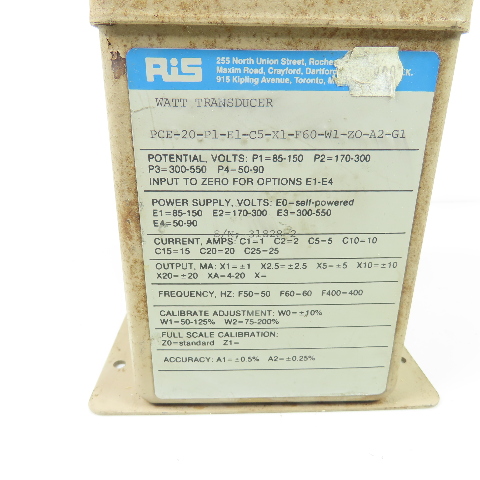 RiS
255 North Union Street,
Maxim Road, Crayford,
915 Kipling Avenue, Toronto,
WATT TRANSDUCER
PCE-20-P1-E1-C5-X1-F60-W1-ZO-A2-G1
POTENTIAL, VOLTS: P1=85-150 P2=170-300
P3=300-550 P4-50-90
INPUT TO ZERO FOR OPTIONS E1-E4
POWER SUPPLY, VOLTS: E0-self-powered
E1=85-150 E2=170-300 E3=300-550
E4=50-90
S/N,
CURRENT, AMPS: C1-1 C2=2 C5-5 C10-10
C15=15 C20=20 C25-25
OUTPUT, MA: X1-±1 X2.5=±2.5 X5-±5 X10=±10
X20-±20 XA-4-20 X-
FREQUENCY, HZ: F50-50 F60-60 F400-400
CALIBRATE ADJUSTMENT: W0-±10%
W1-50-125% W2=75-200%
FULL SCALE CALIBRATION:
Z0=standard Z1-
ACCURACY: A1-±0.5% A2-±0.25%